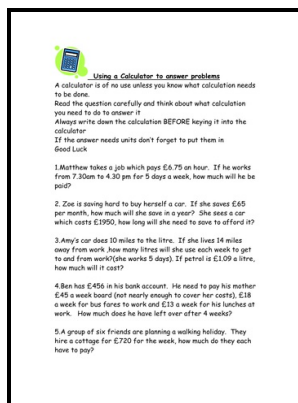 Using a Calculator to answer problems
A calculator is of no use unless you know what calculation needs
to be done.
Read the question carefully and think about what calculation
you need to do to answer it
Always write down the calculation BEFORE keying it into the
calculator
If the answer needs units don't forget to put them in
Good Luck
1.Matthew takes a job which pays £6.75 an hour. If he works
from 7.30am to 4.30 pm for 5 days a week, how much will he be
paid?
2. Zoe is saving hard to buy herself a car. If she saves £65
per month, how much will she save in a year? She sees a car
which costs £1950, how long will she need to save to afford it?
3.Amy's car does 10 miles to the litre. If she lives 14 miles
away from work ,how many litres will she use each week to get
to and from work?(she works 5 days). If petrol is £1.09 a litre,
how much will it cost?
4.Ben has £456 in his bank account. He need to pay his mother
£45 a week board (not nearly enough to cover her costs), £18
a week for bus fares to work and £13 a week for his lunches at
work. How much does he have left over after 4 weeks?
5.A group of six friends are planning a walking holiday. They
hire a cottage for £720 for the week, how much do they each
have to pay?